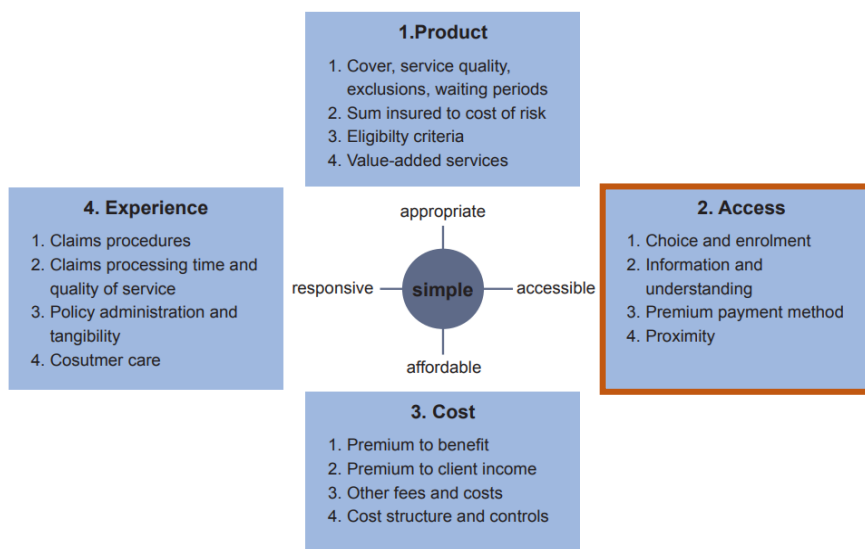 1.Product
1. Cover, service quality,
exclusions, waiting periods
2. Sum insured to cost of risk
3. Eligibilty criteria
4. Value-added services
4. Experience
1. Claims procedures
2. Claims processing time and
quality of service
3. Policy administration and
tangibility
4. Cosutmer care
appropriate
responsive
simple
accessible
affordable
2. Access
1. Choice and enrolment
2. Information and
understanding
3. Premium payment method
4. Proximity
3. Cost
1. Premium to benefit
2. Premium to client income
3. Other fees and costs
4. Cost structure and controls